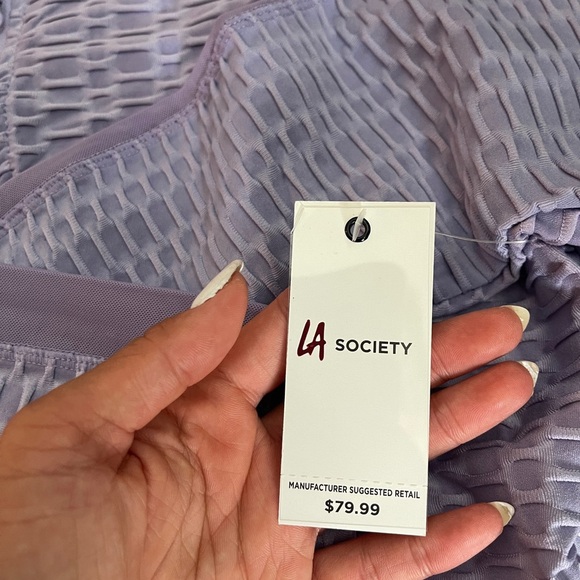 LA SOCIETY
MANUFACTURER SUGGESTED RETAIL
$79.99